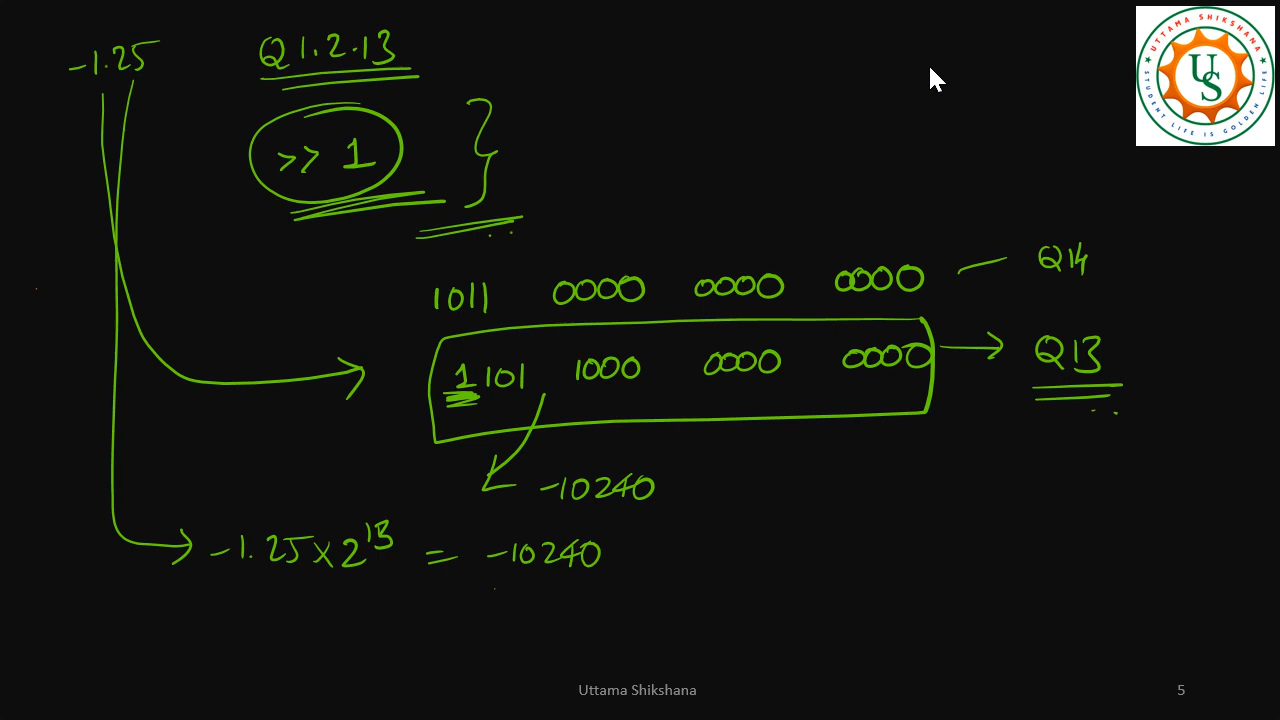 -1.25 Q1.2.13
>> 1
1011 0000 0000 0000 — Q14
1101 1000 0000 0000 → Q13
-10240
-1.25 × 2^13 = -10240
UTTAMA SHIKSHANA
US
STUDENT LIFE IS GOLDEN LIFE
Uttama Shikshana 5